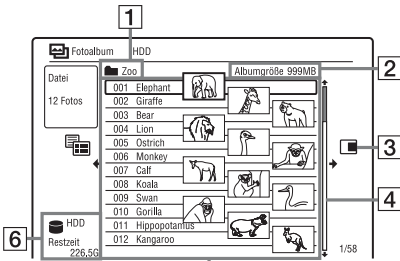 1
Fotoalbum HDD
2
Zoo
Albumgröße 999MB
Datei
12 Fotos
001 Elephant
002 Giraffe
003 Bear
004 Lion
005 Ostrich
006 Monkey
007 Calf
008 Koala
009 Swan
010 Gorilla
011 Hippopotamus
012 Kangaroo
3
4
6
HDD
Restzeit
226,5G
1/58